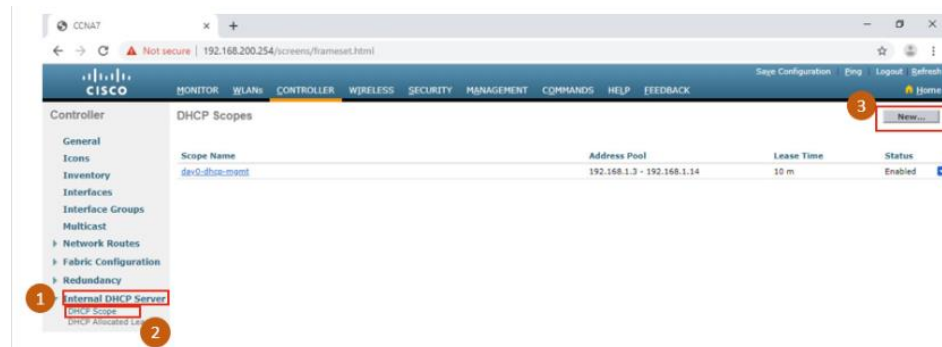 CCNA7
Not secure | 192.168.200.254/screens/frameset.html
Save Configuration Ping Logout Refresh
CISCO MONITOR WLANs CONTROLLER WIRELESS SECURITY MANAGEMENT COMMANDS HELP FEEDBACK Home
Controller
DHCP Scopes
3
New...
General
Icons
Inventory
Interfaces
Interface Groups
Multicast
Network Routes
Fabric Configuration
Redundancy
1
Internal DHCP Server
DHCP Scope
DHCP Allocated
2
Scope Name Address Pool Lease Time Status
day0-dhcp-mgmt 192.168.1.3 - 192.168.1.14 10 m Enabled